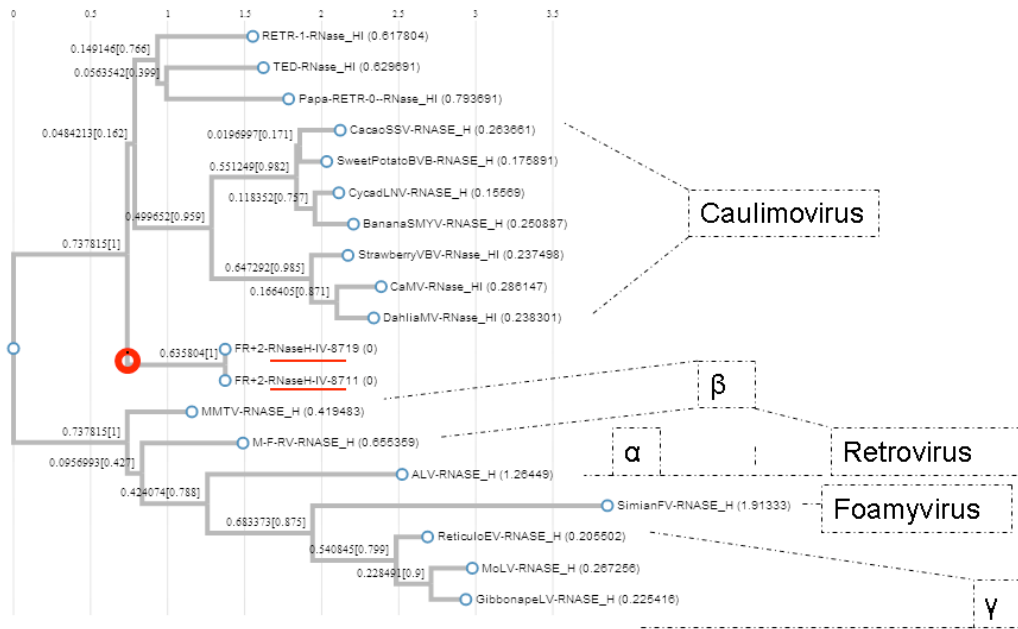 0 0.5 1 1.5 2 2.5 3 3.5
RETR-1-RNase_HI (0.617804)
0.149146[0.766]
TED-RNase_HI (0.629691)
0.0563542[0.399]
Papa-RETR-0--RNase_HI (0.793691)
CacaoSSV-RNASE_H (0.263661)
0.0484213[0.162]
0.0196997[0.171]
SweetPotatoBVB-RNASE_H (0.175891)
0.551249[0.982]
CycadLNV-RNASE_H (0.15569)
0.118352[0.757]
BananaSMYV-RNASE_H (0.250887)
0.499652[0.959]
Caulimovirus
0.737815[1]
StrawberryVBV-RNase_HI (0.237498)
0.647292[0.985]
CaMV-RNase_HI (0.286147)
0.166405[0.871]
DahliaMV-RNase_HI (0.238301)
FR+2-RNaseH-IV-8719 (0)
0.635804[1]
FR+2-RNaseH-IV-8711 (0)
β
MMTV-RNASE_H (0.419483)
0.737815[1]
M-F-RV-RNASE_H (0.655359)
α
Retrovirus
0.0956993[0.427]
ALV-RNASE_H (1.26449)
0.424074[0.788]
SimianFV-RNASE_H (1.91333)
Foamyvirus
0.683373[0.875]
ReticuloEV-RNASE_H (0.205502)
0.540845[0.799]
MoLV-RNASE_H (0.267256)
0.228491[0.9]
GibbonapeLV-RNASE_H (0.225416)
γ